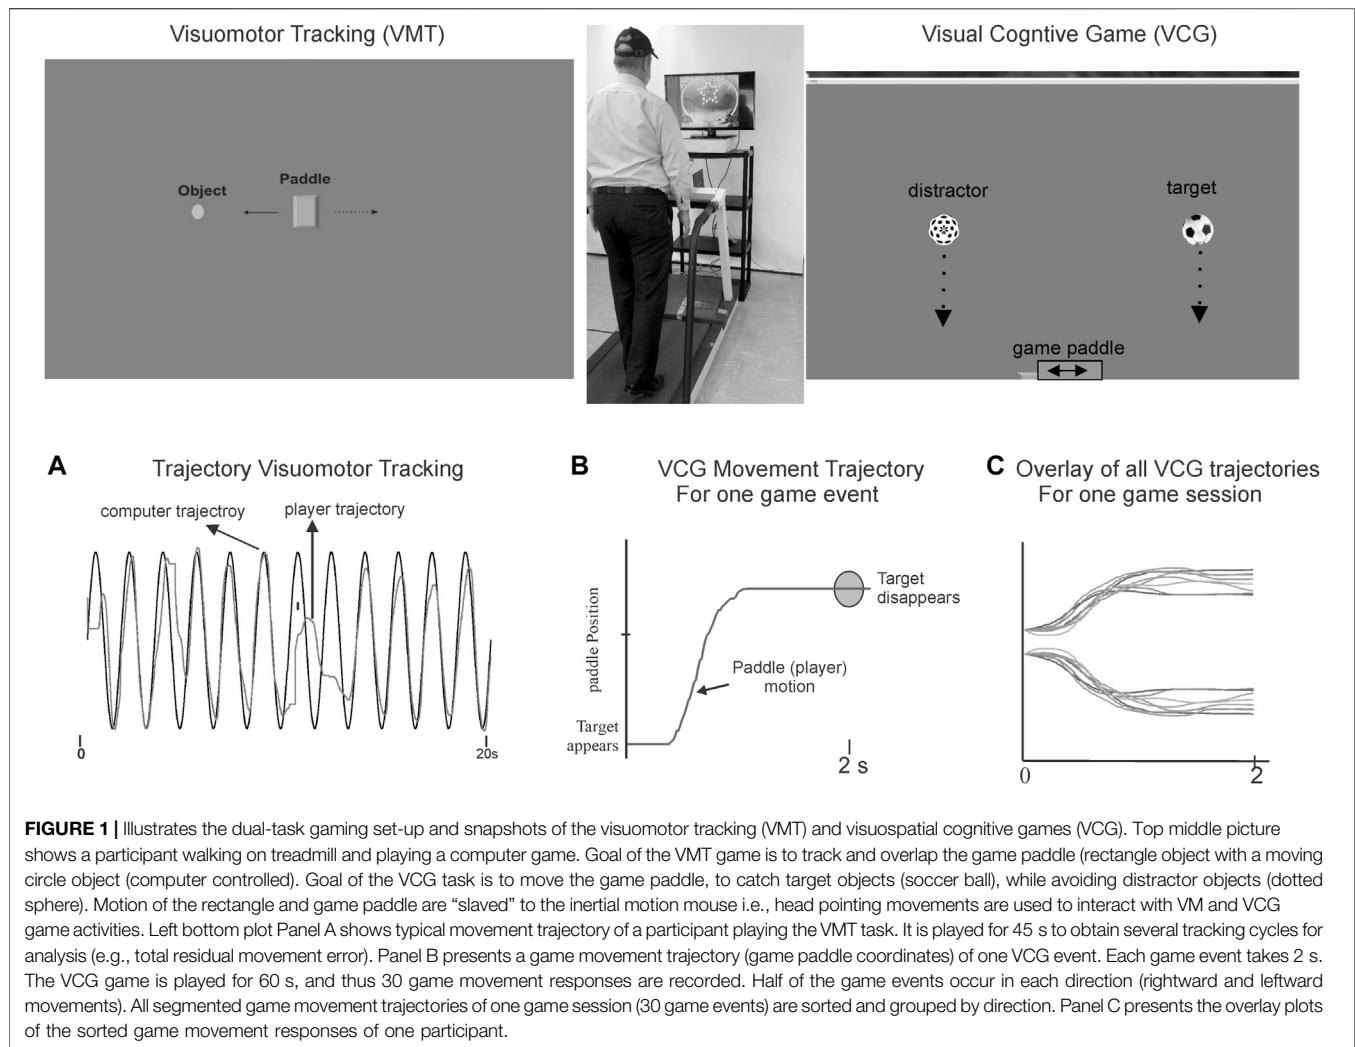 Visuomotor Tracking (VMT)
Visual Cogntive Game (VCG)
Object
Paddle
distractor
target
game paddle
A
Trajectory Visuomotor Tracking
computer trajectroy
player trajectory
0
20s
B
VCG Movement Trajectory
For one game event
paddle Position
Target
disappears
Paddle (player)
motion
Target
appears
2 s
C
Overlay of all VCG trajectories
For one game session
0
2
FIGURE 1 | Illustrates the dual-task gaming set-up and snapshots of the visuomotor tracking (VMT) and visuospatial cognitive games (VCG). Top middle picture
shows a participant walking on treadmill and playing a computer game. Goal of the VMT game is to track and overlap the game paddle (rectangle object with a moving
circle object (computer controlled). Goal of the VCG task is to move the game paddle, to catch target objects (soccer ball), while avoiding distractor objects (dotted
sphere). Motion of the rectangle and game paddle are “slaved” to the inertial motion mouse i.e., head pointing movements are used to interact with VM and VCG
game activities. Left bottom plot Panel A shows typical movement trajectory of a participant playing the VMT task. It is played for 45 s to obtain several tracking cycles for
analysis (e.g., total residual movement error). Panel B presents a game movement trajectory (game paddle coordinates) of one VCG event. Each game event takes 2 s.
The VCG game is played for 60 s, and thus 30 game movement responses are recorded. Half of the game events occur in each direction (rightward and leftward
movements). All segmented game movement trajectories of one game session (30 game events) are sorted and grouped by direction. Panel C presents the overlay plots
of the sorted game movement responses of one participant.